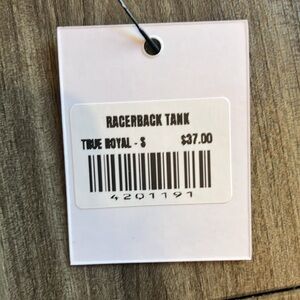 RACERBACK TANK
TRUE ROYAL - S $37.00
4201191